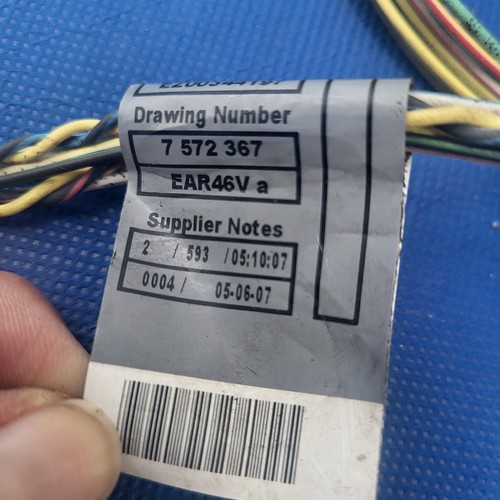 Drawing Number
7 572 367
EAR46V a
Supplier Notes
2 / 593 /05:10:07
0004 / 05-06-07